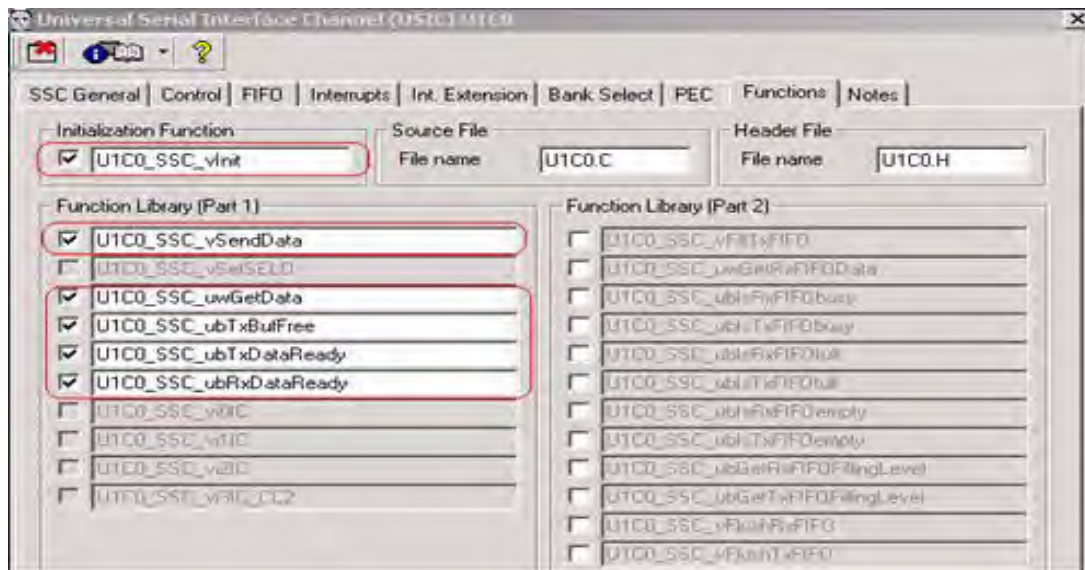 Universal Serial Interface Channel (USIC) U1C0
SSC General Control FIFO Interrupts Int. Extension Bank Select PEC Functions Notes
Initialization Function
U1C0_SSC_vInit
Source File
File name U1C0.C
Header File
File name U1C0.H
Function Library (Part 1)
U1C0_SSC_vSendData
U1C0_SSC_vSetSELO
U1C0_SSC_uwGetData
U1C0_SSC_ubTxBufFree
U1C0_SSC_ubTxDataReady
U1C0_SSC_ubRxDataReady
Function Library (Part 2)
U1C0_SSC_vFillTxFIFO
U1C0_SSC_uwGetRxFIFOData
U1C0_SSC_ubIsRxFIFObusy
U1C0_SSC_ubIsTxFIFObusy
U1C0_SSC_ubIsRxFIFOfull
U1C0_SSC_ubIsTxFIFOfull
U1C0_SSC_ubIsRxFIFOempty
U1C0_SSC_ubIsTxFIFOempty
U1C0_SSC_ubGetRxFIFOFillingLevel
U1C0_SSC_ubGetTxFIFOFillingLevel
U1C0_SSC_vFlushRxFIFO
U1C0_SSC_vFlushTxFIFO